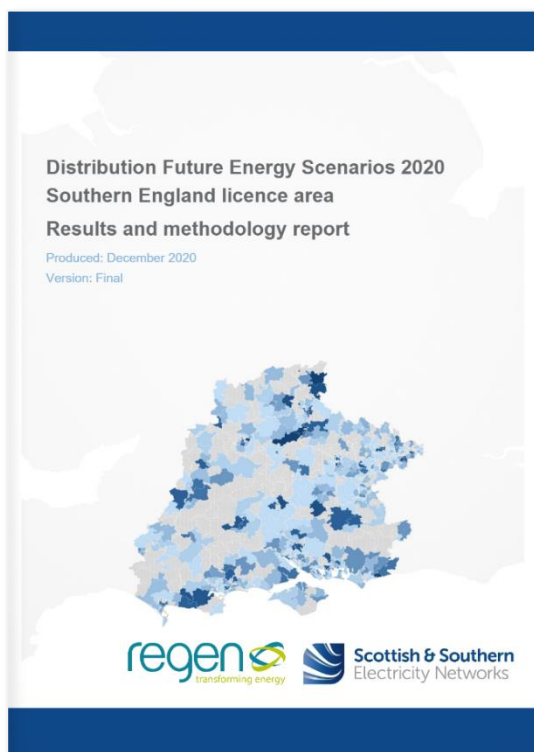 Distribution Future Energy Scenarios 2020
Southern England licence area
Results and methodology report
Produced: December 2020
Version: Final
regen
transforming energy
Scottish & Southern
Electricity Networks